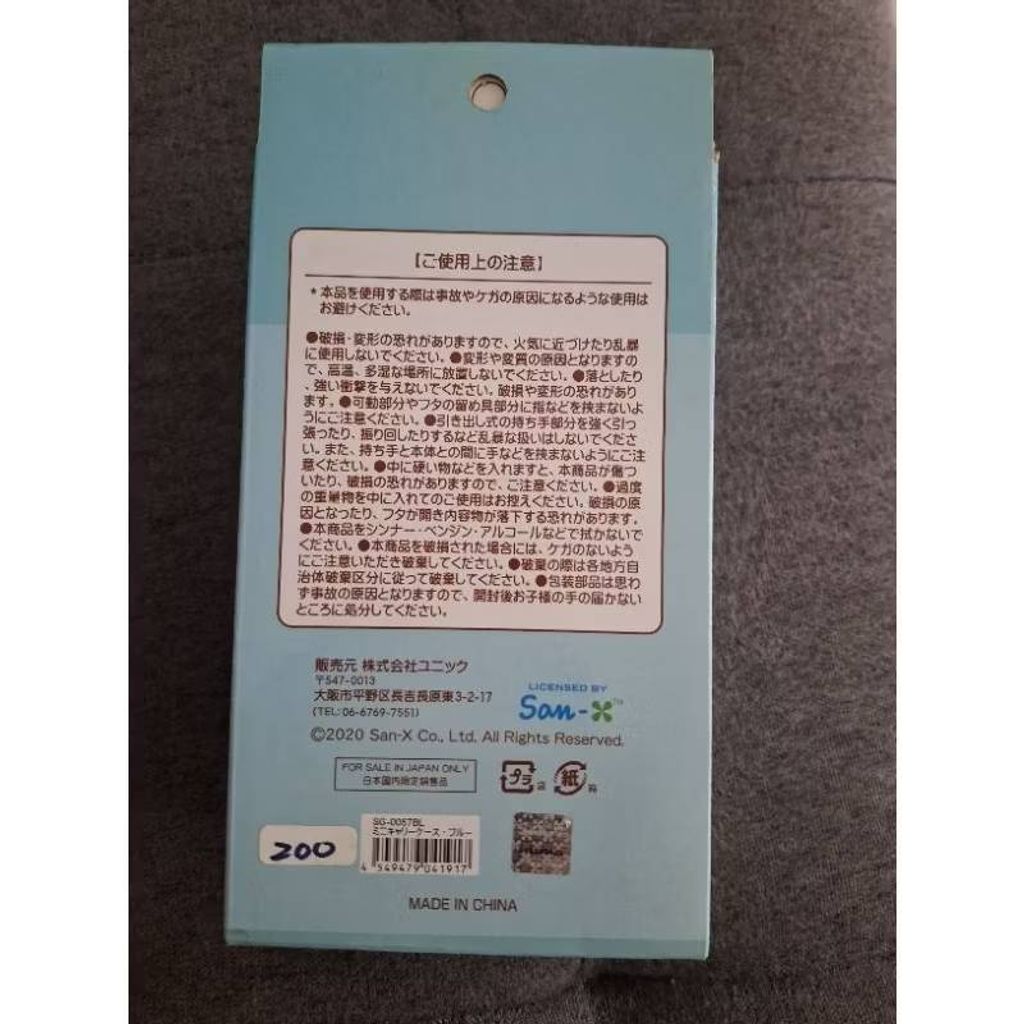 【ご使用上の注意】
* 本品を使用する際は事故やケガの原因になるような使用は
お避けください。
●破損・変形の恐れがありますので、火気に近づけたり乱暴
に使用しないでください。●変形や変質の原因となりますの
で、高温、多湿な場所に放置しないでください。●落としたり
、強い衝撃を与えないでください。破損や変形の恐れがあり
ます。●可動部分やフタの留め具部分に指などを挟まないよ
うにご注意ください。●引き出し式の持ち手部分を強く引っ
張ったり、振り回したりするなど乱暴な扱いはしないでくださ
い。また、持ち手と本体との間に手などを挟まないようにご注
意ください。●中に硬い物などを入れますと、本商品が傷つ
いたり、破損の恐れがありますので、ご注意ください。●過度
の重量物を中に入れてのご使用はお控えください。破損の原
因となったり、フタが開き内容物が落下する恐れがあります。
●本商品をシンナー・ベンジン・アルコールなどで拭かないで
ください。●本商品を破損された場合には、ケガのないよう
にご注意いただき破棄してください。●破棄の際は各地方自
治体破棄区分に従って破棄してください。●包装部品は思わ
ず事故の原因となりますので、開封後お子様の手の届かない
ところに処分してください。
販売元 株式会社ユニック
〒547-0013
大阪市平野区長吉長原東3-2-17
(TEL:06-6769-7551)
LICENSED BY
San-X™
©2020 San-X Co., Ltd. All Rights Reserved.
FOR SALE IN JAPAN ONLY
日本国内限定販売品
プラ 袋
紙 箱
SG-0057BL
ミニキャリーケース・ブルー
4 549479 041917
200
MADE IN CHINA